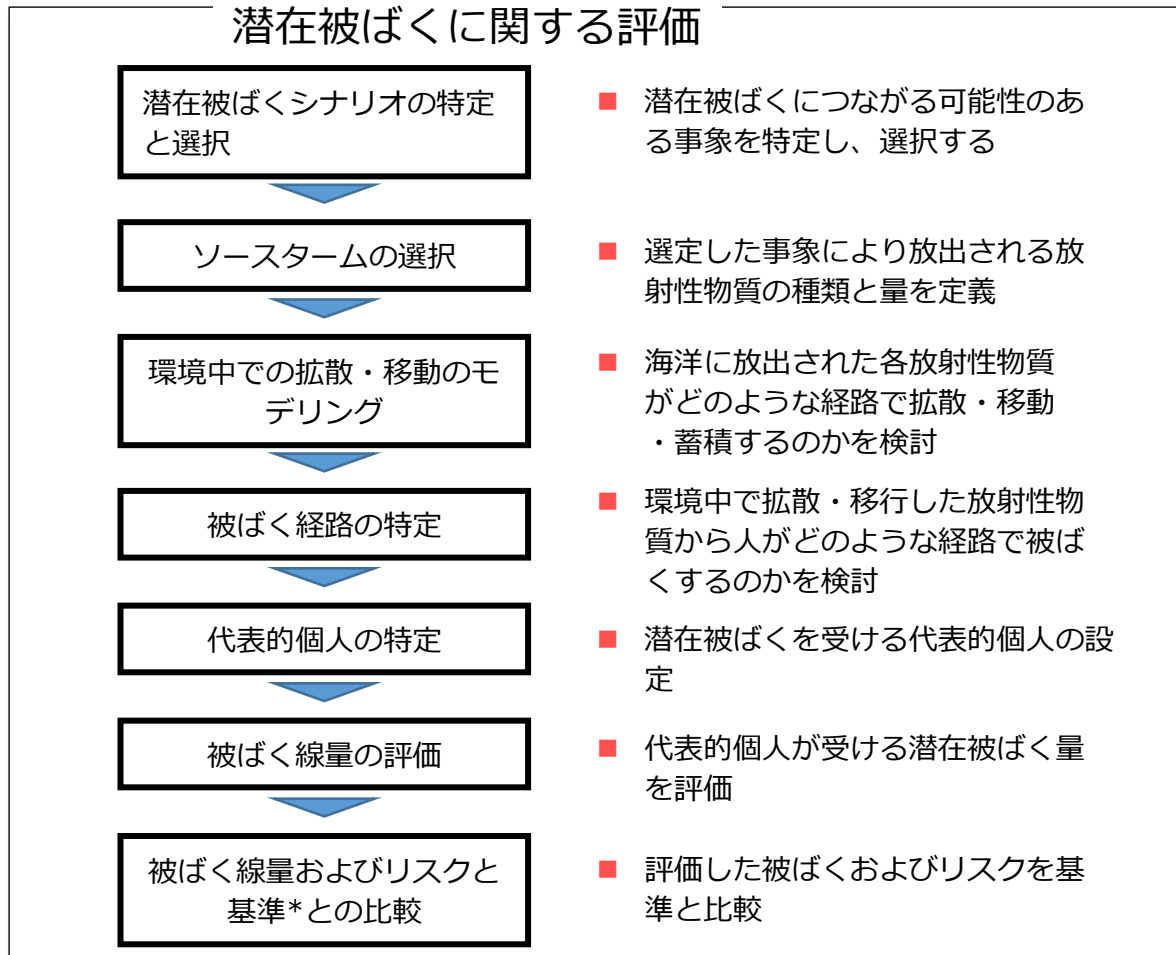 潜在被ばくに関する評価
潜在被ばくシナリオの特定
と選択
■ 潜在被ばくにつながる可能性のあ
る事象を特定し、選択する
ソースタームの選択
■ 選定した事象により放出される放
射性物質の種類と量を定義
環境中での拡散・移動のモ
デリング
■ 海洋に放出された各放射性物質
がどのような経路で拡散・移動
・蓄積するのかを検討
被ばく経路の特定
■ 環境中で拡散・移行した放射性物
質から人がどのような経路で被ば
くするのかを検討
代表的個人の特定
■ 潜在被ばくを受ける代表的個人の設
定
被ばく線量の評価
■ 代表的個人が受ける潜在被ばく量
を評価
被ばく線量およびリスクと
基準*との比較
■ 評価した被ばくおよびリスクを基
準と比較